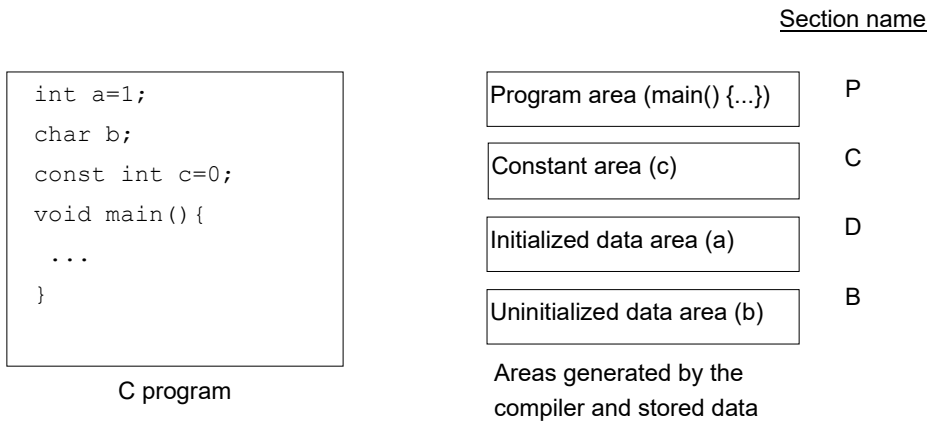 Section name
int a=1;
char b;
const int c=0;
void main(){
...
}
C program
Program area (main() {...})
P
Constant area (c)
C
Initialized data area (a)
D
Uninitialized data area (b)
B
Areas generated by the
compiler and stored data